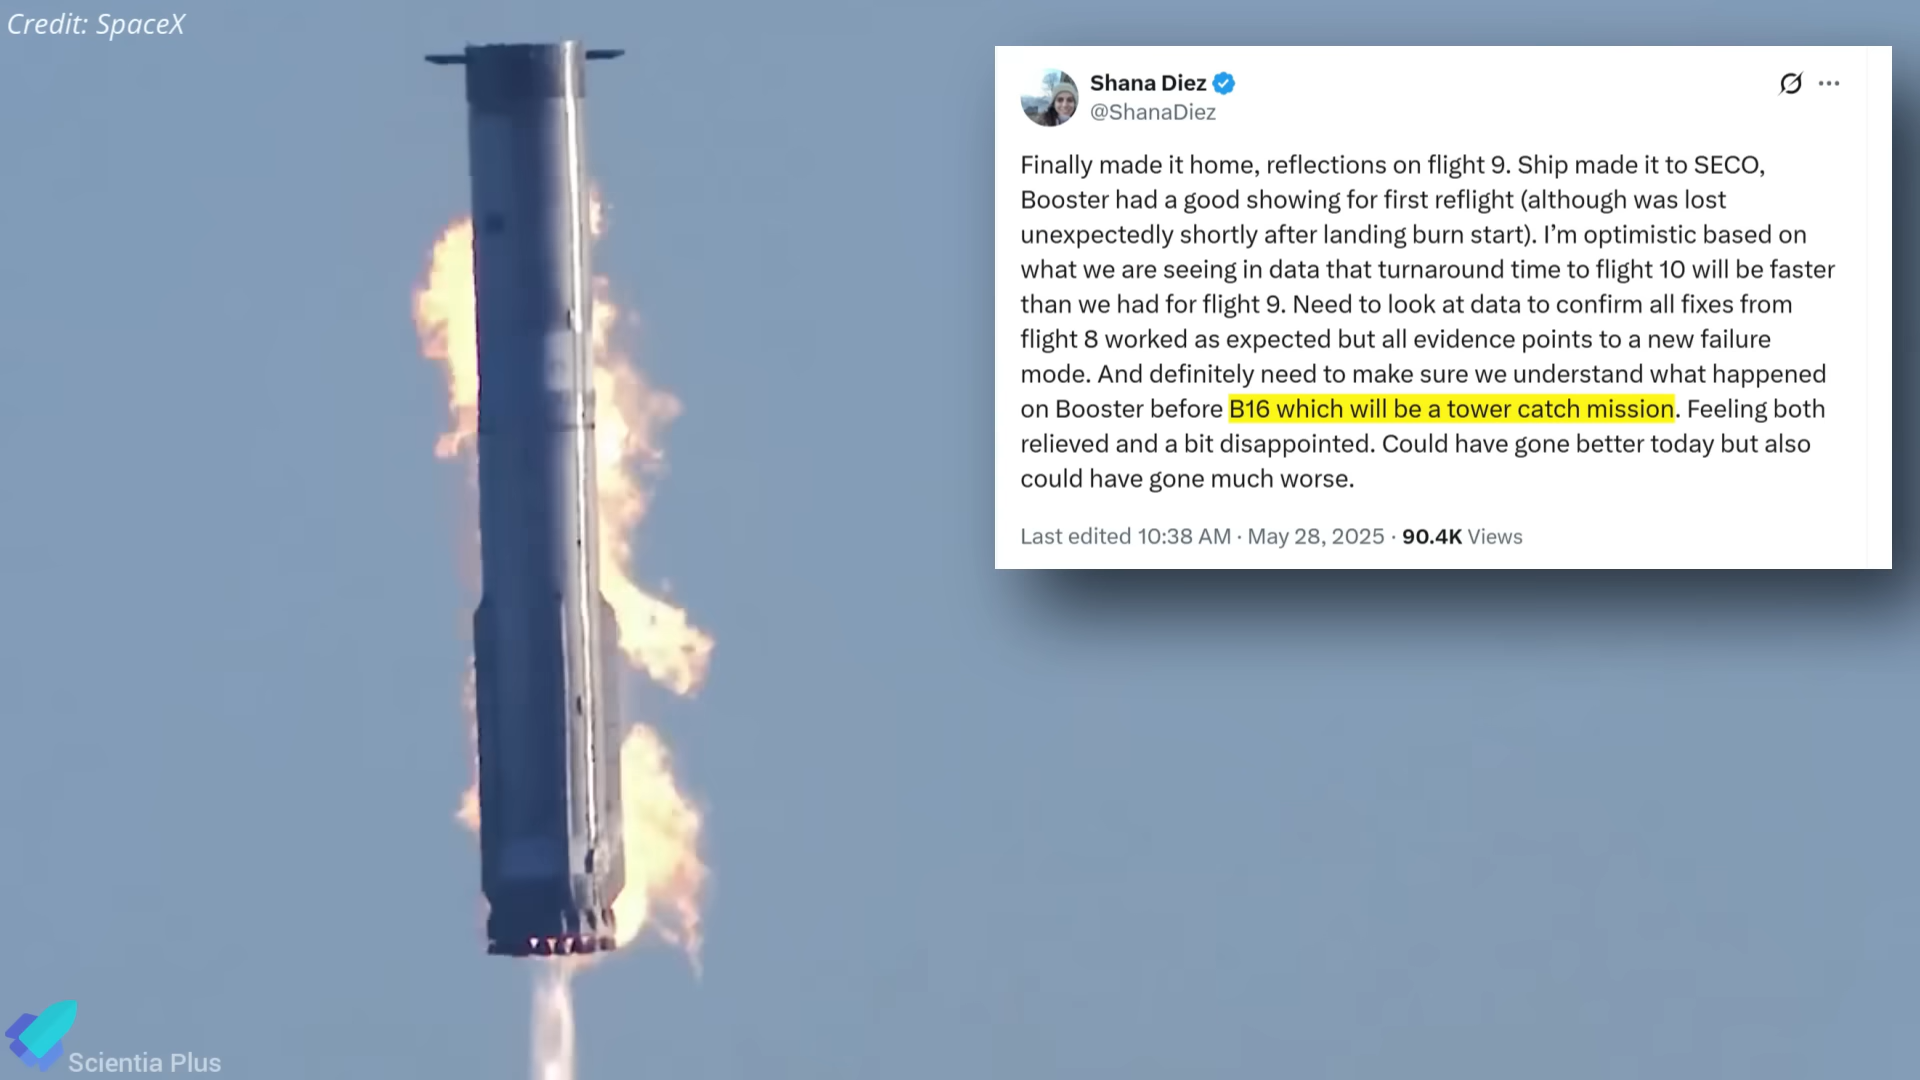 Credit: SpaceX
Shana Diez
@ShanaDiez
Finally made it home, reflections on flight 9. Ship made it to SECO,
Booster had a good showing for first reflight (although was lost
unexpectedly shortly after landing burn start). I’m optimistic based on
what we are seeing in data that turnaround time to flight 10 will be faster
than we had for flight 9. Need to look at data to confirm all fixes from
flight 8 worked as expected but all evidence points to a new failure
mode. And definitely need to make sure we understand what happened
on Booster before B16 which will be a tower catch mission. Feeling both
relieved and a bit disappointed. Could have gone better today but also
could have gone much worse.
Last edited 10:38 AM · May 28, 2025 · 90.4K Views
Scientia Plus